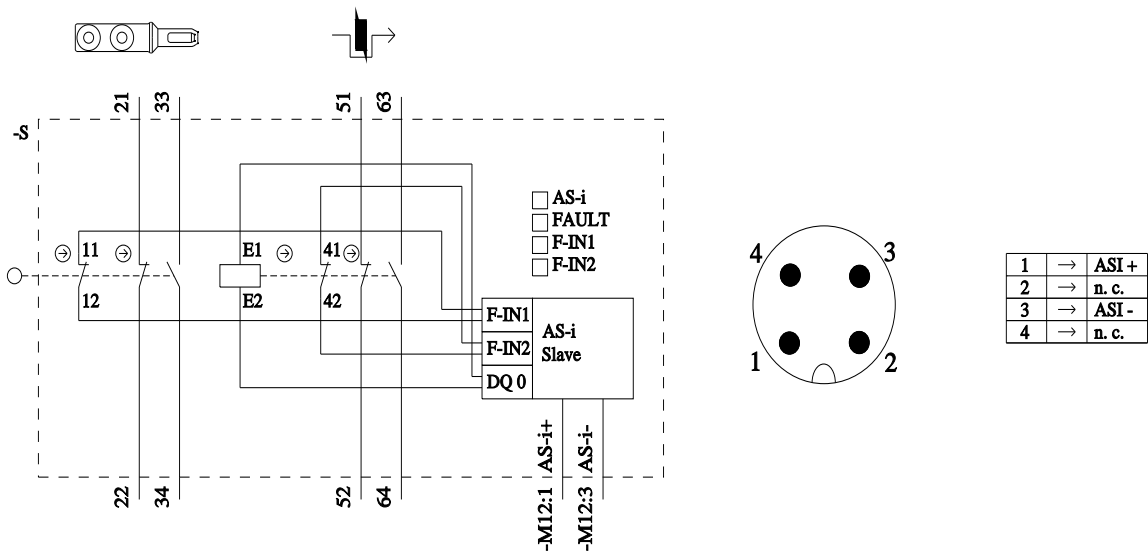 21 33 51 63
-S
AS-i
FAULT
F-IN1
F-IN2
11 E1 41
12 E2 42
F-IN1
F-IN2
DQ 0
AS-i
Slave
22 34 52 64
-M12:1 AS-i+
-M12:3 AS-i-
4 3
1 2
1 → ASI +
2 → n. c.
3 → ASI -
4 → n. c.